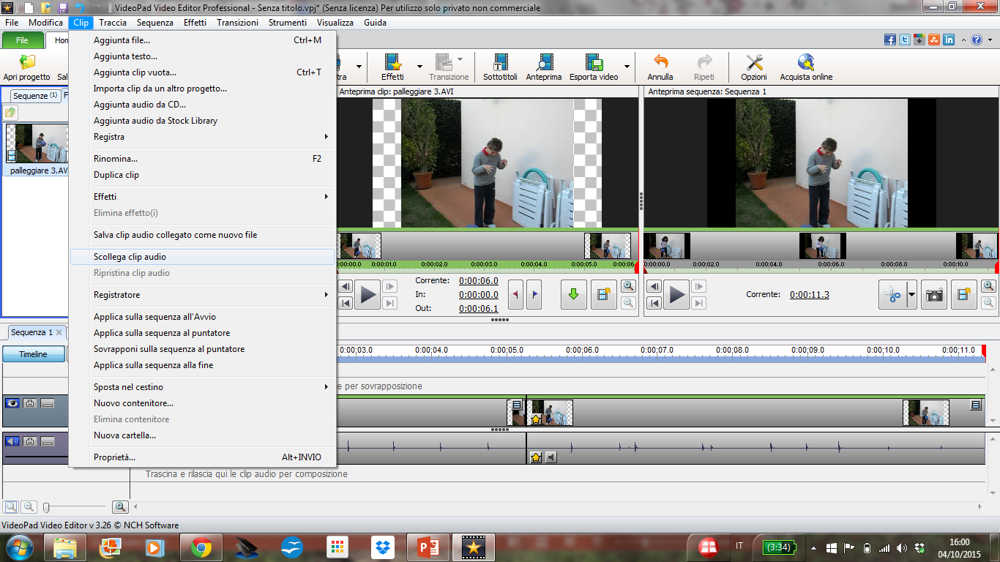 VideoPad Video Editor Professional - Senza titolo.vpj* (Senza licenza) Per utilizzo solo privato non commerciale
File Modifica Clip Traccia Sequenza Effetti Transizioni Strumenti Visualizza Guida
File
Apri progetto
Effetti
Transizione
Sottotitoli
Anteprima
Esporta video
Annulla
Ripeti
Opzioni
Acquista online
Sequenze (1)
palleggiare 3.AVI
Aggiunta file... Ctrl+M
Aggiunta testo...
Aggiunta clip vuota... Ctrl+T
Importa clip da un altro progetto...
Aggiunta audio da CD...
Aggiunta audio da Stock Library
Registra
Rinomina... F2
Duplica clip
Effetti
Elimina effetto(i)
Salva clip audio collegato come nuovo file
Scollega clip audio
Ripristina clip audio
Registratore
Applica sulla sequenza all'Avvio
Applica sulla sequenza al puntatore
Sovrapponi sulla sequenza al puntatore
Applica sulla sequenza alla fine
Sposta nel cestino
Nuovo contenitore...
Elimina contenitore
Nuova cartella...
Proprietà... Alt+INVIO
Anteprima clip: palleggiare 3.AVI
0:00:01.0 0:00:02.0 0:00:03.0 0:00:04.0 0:00:05.0 0:00:06
Corrente: 0:00:06.0
In: 0:00:00.0
Out: 0:00:06.1
Anteprima sequenza: Sequenza 1
0:00:02.0 0:00:04.0 0:00:06.0 0:00:08.0 0:00:10.0
Corrente: 0:00:11.3
Sequenza 1
Timeline
0:00:03.0 0:00:04.0 0:00:05.0 0:00:06.0 0:00:07.0 0:00:08.0 0:00:09.0 0:00:10.0 0:00:11.0
e per sovrapposizione
Trascina e rilascia qui le clip audio per composizione
VideoPad Video Editor v 3.26 © NCH Software
IT
(3:34)
16:00
04/10/2015